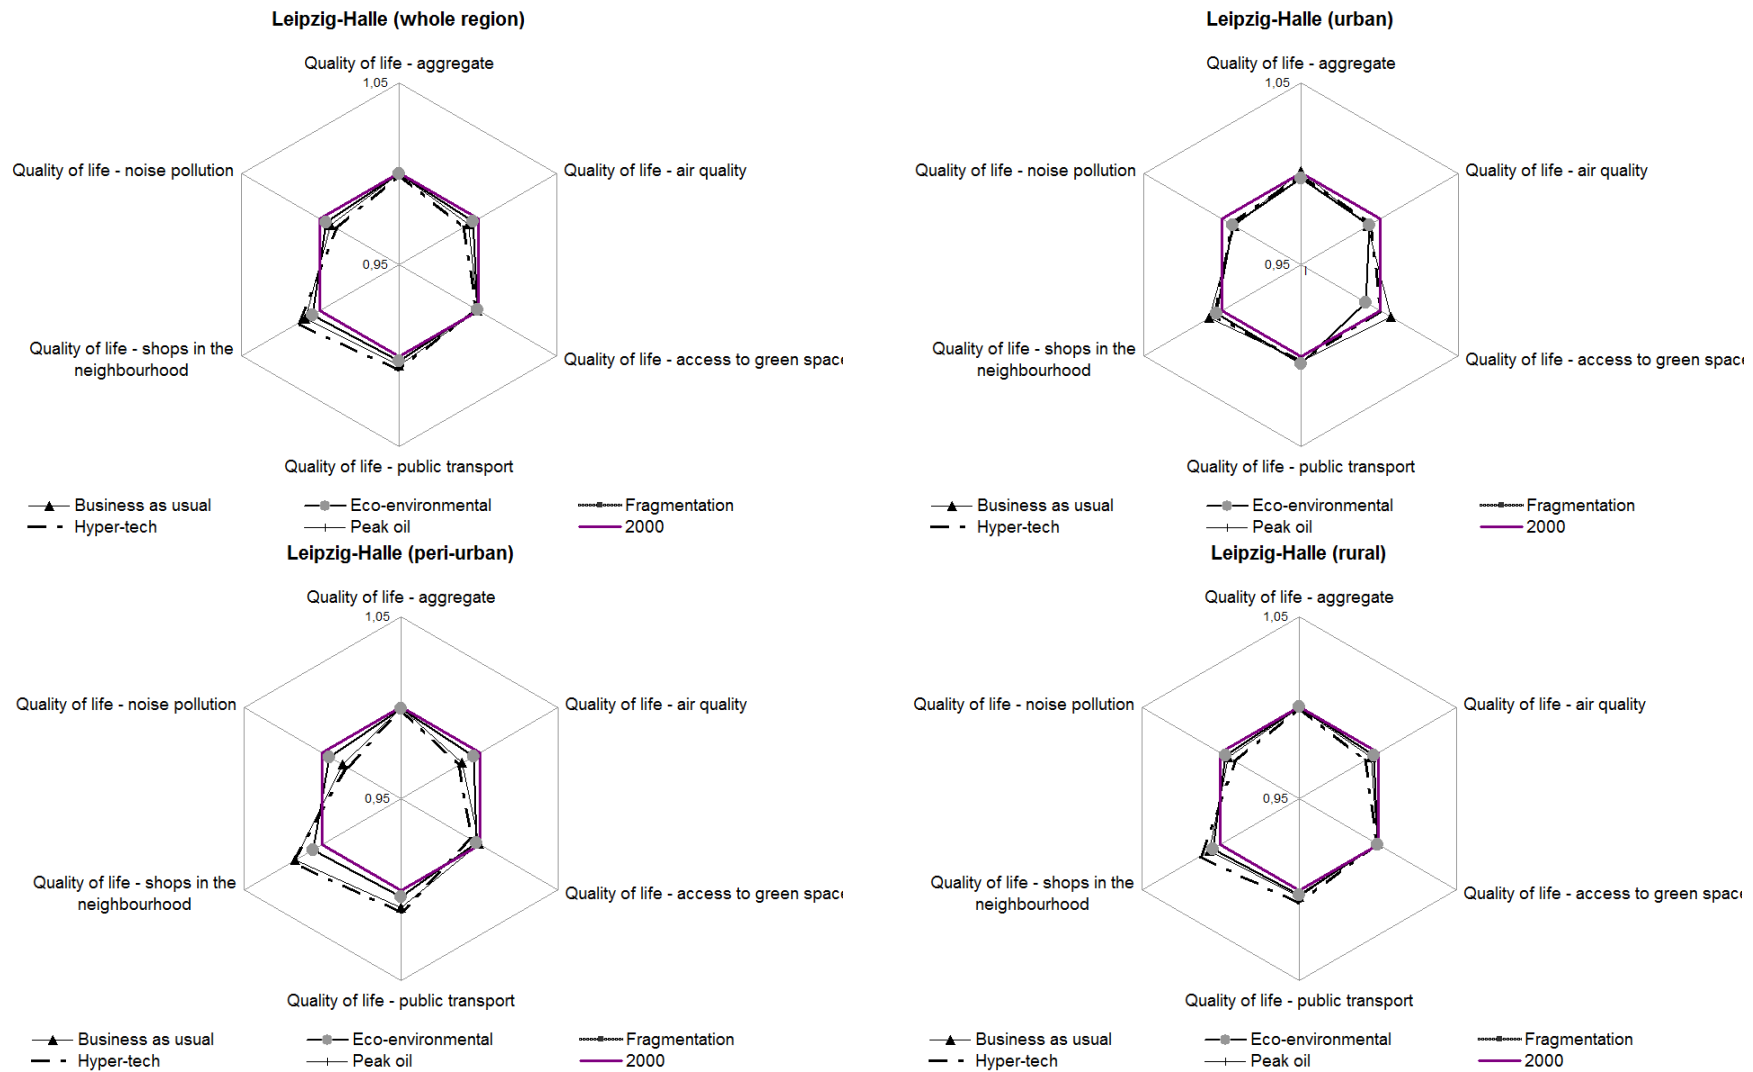 Leipzig-Halle (whole region)
Quality of life - aggregate
1,05
Quality of life - noise pollution
Quality of life - air quality
0,95
Quality of life - shops in the
neighbourhood
Quality of life - access to green space
Quality of life - public transport
Business as usual
Eco-environmental
Fragmentation
Hyper-tech
Peak oil
2000
Leipzig-Halle (urban)
Quality of life - aggregate
1,05
Quality of life - noise pollution
Quality of life - air quality
0,95
Quality of life - shops in the
neighbourhood
Quality of life - access to green space
Quality of life - public transport
Business as usual
Eco-environmental
Fragmentation
Hyper-tech
Peak oil
2000
Leipzig-Halle (peri-urban)
Quality of life - aggregate
1,05
Quality of life - noise pollution
Quality of life - air quality
0,95
Quality of life - shops in the
neighbourhood
Quality of life - access to green space
Quality of life - public transport
Business as usual
Eco-environmental
Fragmentation
Hyper-tech
Peak oil
2000
Leipzig-Halle (rural)
Quality of life - aggregate
1,05
Quality of life - noise pollution
Quality of life - air quality
0,95
Quality of life - shops in the
neighbourhood
Quality of life - access to green space
Quality of life - public transport
Business as usual
Eco-environmental
Fragmentation
Hyper-tech
Peak oil
2000